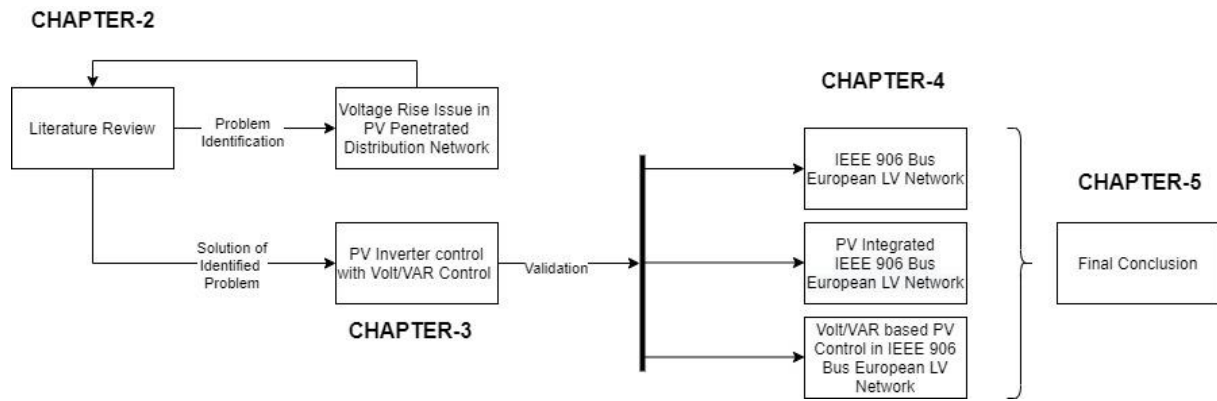 CHAPTER-2
Literature Review
Problem
Identification
Voltage Rise Issue in
PV Penetrated
Distribution Network
Solution of
Identified
Problem
PV Inverter control
with Volt/VAR Control
CHAPTER-3
Validation
CHAPTER-4
IEEE 906 Bus
European LV Network
PV Integrated
IEEE 906 Bus
European LV Network
Volt/VAR based PV
Control in IEEE 906
Bus European LV
Network
CHAPTER-5
Final Conclusion